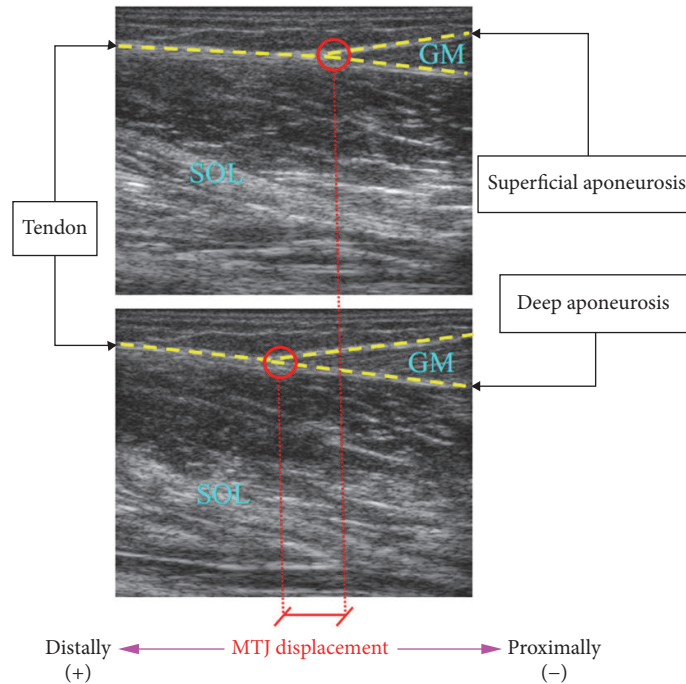 GM
SOL
Superficial aponeurosis
Tendon
Deep aponeurosis
GM
SOL
Distally
(+)
MTJ displacement
Proximally
(−)